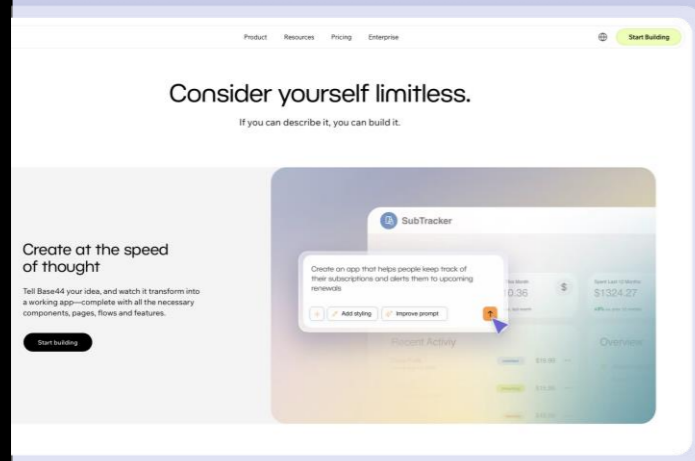 Product Resources Pricing Enterprise
Start Building
Consider yourself limitless.
If you can describe it, you can build it.
Create at the speed
of thought
Tell Base44 your idea, and watch it transform into
a working app—complete with all the necessary
components, pages, flows and features.
Start building
SubTracker
Create an app that helps people keep track of
their subscriptions and alerts them to upcoming
renewals
Add styling
Improve prompt
$
$1324.27
Recent Activiy
Overview